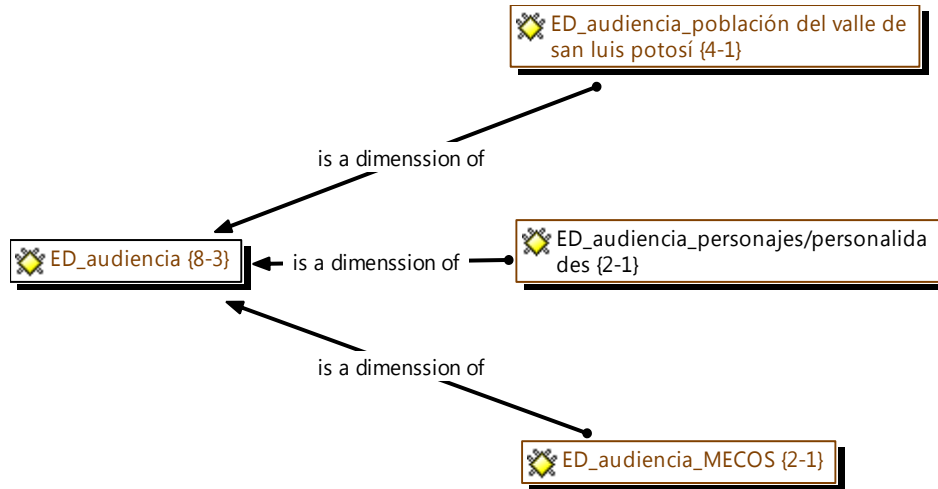 ED_audiencia_población del valle de
san luis potosí {4-1}
is a dimenssion of
ED_audiencia {8-3}
is a dimenssion of
ED_audiencia_personajes/personalida
des {2-1}
is a dimenssion of
ED_audiencia_MECOS {2-1}